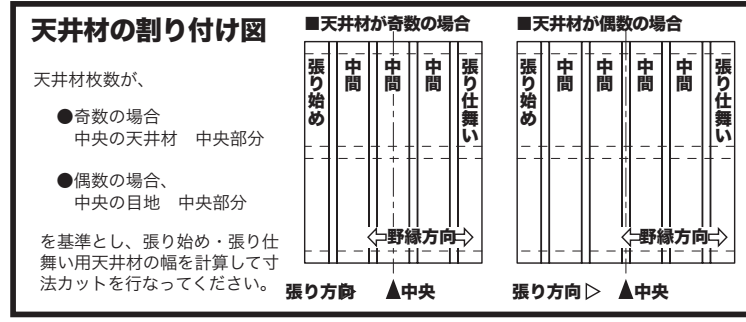 天井材の割り付け図
天井材枚数が、
●奇数の場合
中央の天井材　中央部分
●偶数の場合、
中央の目地　中央部分
を基準とし、張り始め・張り仕
舞い用天井材の幅を計算して寸
法カットを行なってください。
■天井材が奇数の場合
張り始め
中間
中間
中間
張り仕舞い
⇦野縁方向⇨
張り方向▷
▲中央
■天井材が偶数の場合
張り始め
中間
中間
中間
中間
張り仕舞い
⇦野縁方向⇨
張り方向▷
▲中央